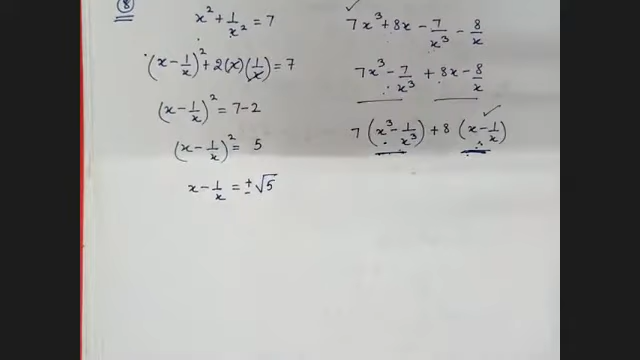 8
x² + 1/x² = 7
(x - 1/x)² + 2(x)(1/x) = 7
(x - 1/x)² = 7-2
(x - 1/x)² = 5
x - 1/x = ±√5
7x³ + 8x - 7/x³ - 8/x
7x³ - 7/x³ + 8x - 8/x
7 (x³ - 1/x³) + 8 (x - 1/x)